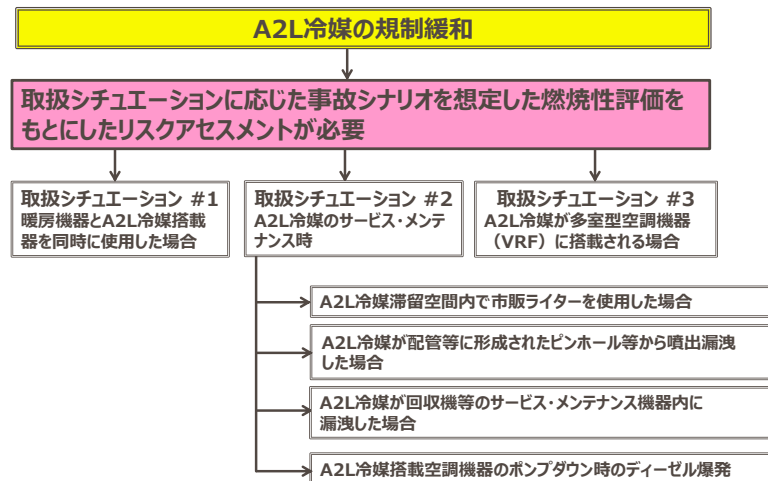 A2L冷媒の規制緩和
取扱シチュエーションに応じた事故シナリオを想定した燃焼性評価を
もとにしたリスクアセスメントが必要
取扱シチュエーション #1
暖房機器とA2L冷媒搭載
器を同時に使用した場合
取扱シチュエーション #2
A2L冷媒のサービス・メンテ
ナンス時
取扱シチュエーション #3
A2L冷媒が多室型空調機器
（VRF）に搭載される場合
A2L冷媒滞留空間内で市販ライターを使用した場合
A2L冷媒が配管等に形成されたピンホール等から噴出漏洩
した場合
A2L冷媒が回収機等のサービス・メンテナンス機器内に
漏洩した場合
A2L冷媒搭載空調機器のポンプダウン時のディーゼル爆発